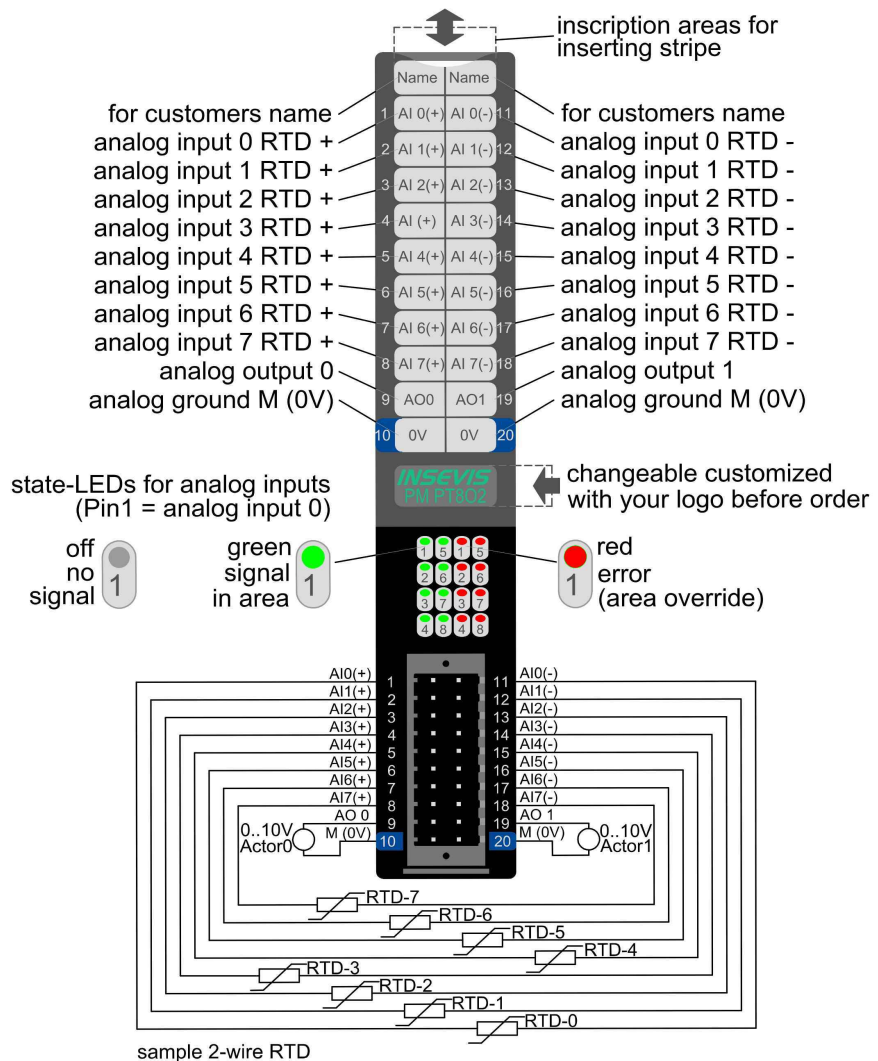 inscription areas for
inserting stripe
Name Name
for customers name for customers name
1 AI 0(+) AI 0(-) 11
analog input 0 RTD + analog input 0 RTD -
2 AI 1(+) AI 1(-) 12
analog input 1 RTD + analog input 1 RTD -
3 AI 2(+) AI 2(-) 13
analog input 2 RTD + analog input 2 RTD -
4 AI (+) AI 3(-) 14
analog input 3 RTD + analog input 3 RTD -
5 AI 4(+) AI 4(-) 15
analog input 4 RTD + analog input 4 RTD -
6 AI 5(+) AI 5(-) 16
analog input 5 RTD + analog input 5 RTD -
7 AI 6(+) AI 6(-) 17
analog input 6 RTD + analog input 6 RTD -
8 AI 7(+) AI 7(-) 18
analog input 7 RTD + analog input 7 RTD -
analog output 0 analog output 1
9 AO0 AO1 19
analog ground M (0V) analog ground M (0V)
10 0V 0V 20
INSEVIS
PM PT8O2
changeable customized
with your logo before order
state-LEDs for analog inputs
(Pin1 = analog input 0)
off
no
signal
1
green
signal
in area
1
1 5 1 5
2 6 2 6
3 7 3 7
4 8 4 8
1
red
error
(area override)
AI0(+) 1 11 AI0(-)
AI1(+) 2 12 AI1(-)
AI2(+) 3 13 AI2(-)
AI3(+) 4 14 AI3(-)
AI4(+) 5 15 AI4(-)
AI5(+) 6 16 AI5(-)
AI6(+) 7 17 AI6(-)
AI7(+) 8 18 AI7(-)
AO 0 9 19 AO 1
M (0V) 10 20 M (0V)
0..10V
Actor0
0..10V
Actor1
RTD-7
RTD-6
RTD-5
RTD-4
RTD-3
RTD-2
RTD-1
RTD-0
sample 2-wire RTD